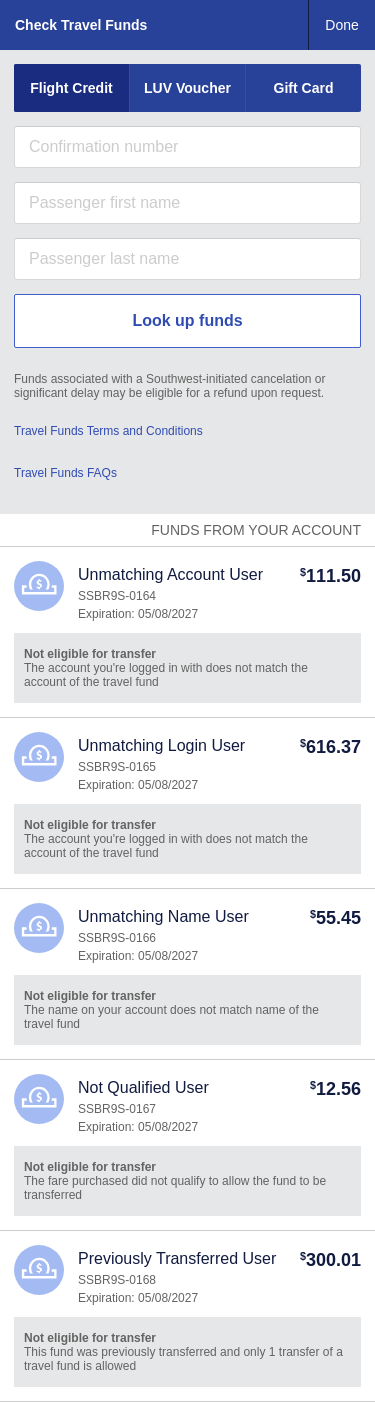 Check Travel Funds
Done
Flight Credit
LUV Voucher
Gift Card
Confirmation number
Passenger first name
Passenger last name
Look up funds
Funds associated with a Southwest-initiated cancelation or
significant delay may be eligible for a refund upon request.
Travel Funds Terms and Conditions
Travel Funds FAQs
FUNDS FROM YOUR ACCOUNT
Unmatching Account User
$111.50
SSBR9S-0164
Expiration: 05/08/2027
Not eligible for transfer
The account you're logged in with does not match the
account of the travel fund
Unmatching Login User
$616.37
SSBR9S-0165
Expiration: 05/08/2027
Not eligible for transfer
The account you're logged in with does not match the
account of the travel fund
Unmatching Name User
$55.45
SSBR9S-0166
Expiration: 05/08/2027
Not eligible for transfer
The name on your account does not match name of the
travel fund
Not Qualified User
$12.56
SSBR9S-0167
Expiration: 05/08/2027
Not eligible for transfer
The fare purchased did not qualify to allow the fund to be
transferred
Previously Transferred User
$300.01
SSBR9S-0168
Expiration: 05/08/2027
Not eligible for transfer
This fund was previously transferred and only 1 transfer of a
travel fund is allowed